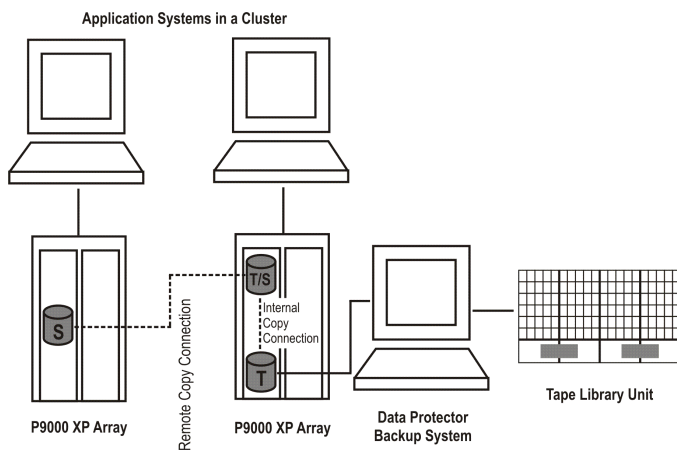 Application Systems in a Cluster
S
T/S
Internal
Copy
Connection
T
Remote Copy Connection
P9000 XP Array
P9000 XP Array
Data Protector
Backup System
Tape Library Unit